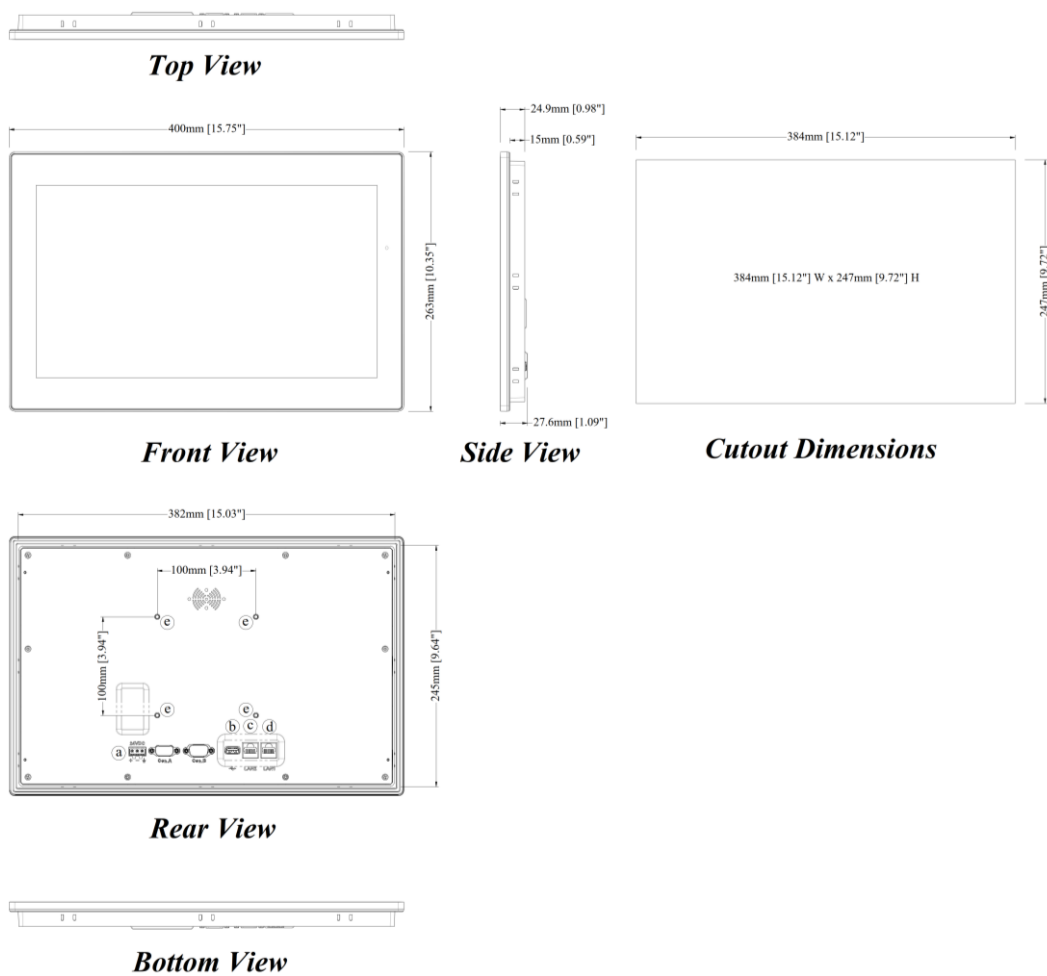 Top View
400mm [15.75"]
263mm [10.35"]
Front View
24.9mm [0.98"]
15mm [0.59"]
27.6mm [1.09"]
Side View
384mm [15.12"]
384mm [15.12"] W x 247mm [9.72"] H
247mm [9.72"]
Cutout Dimensions
382mm [15.03"]
100mm [3.94"]
e
e
100mm [3.94"]
245mm [9.64"]
e
e
b
c
d
a
Rear View
Bottom View